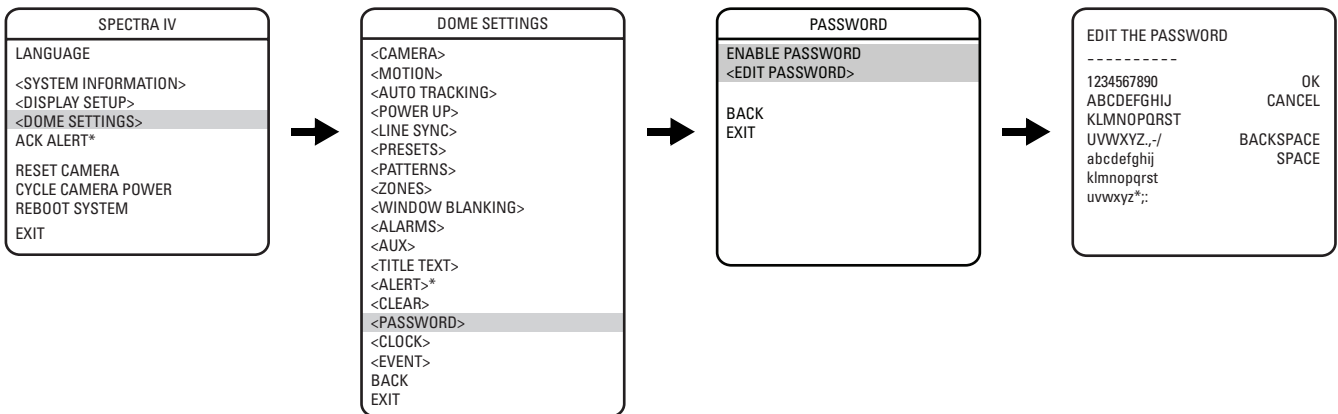 SPECTRA IV
LANGUAGE
<SYSTEM INFORMATION>
<DISPLAY SETUP>
<DOME SETTINGS>
ACK ALERT*
RESET CAMERA
CYCLE CAMERA POWER
REBOOT SYSTEM
EXIT
DOME SETTINGS
<CAMERA>
<MOTION>
<AUTO TRACKING>
<POWER UP>
<LINE SYNC>
<PRESETS>
<PATTERNS>
<ZONES>
<WINDOW BLANKING>
<ALARMS>
<AUX>
<TITLE TEXT>
<ALERT>*
<CLEAR>
<PASSWORD>
<CLOCK>
<EVENT>
BACK
EXIT
PASSWORD
ENABLE PASSWORD
<EDIT PASSWORD>
BACK
EXIT
EDIT THE PASSWORD
----------
1234567890 OK
ABCDEFGHIJ CANCEL
KLMNOPQRST
UVWXYZ.,-/ BACKSPACE
abcdefghij SPACE
klmnopqrst
uvwxyz*;: